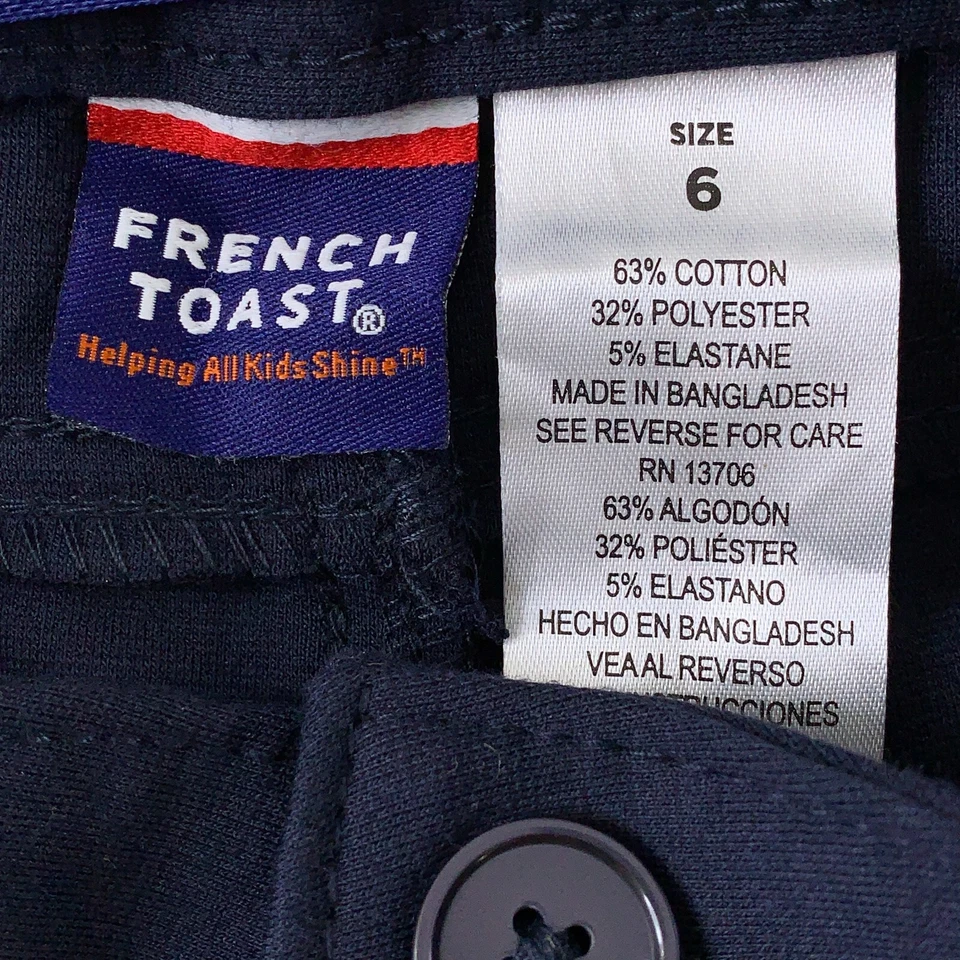 FRENCH
TOAST®
Helping All Kids Shine™
SIZE
6
63% COTTON
32% POLYESTER
5% ELASTANE
MADE IN BANGLADESH
SEE REVERSE FOR CARE
RN 13706
63% ALGODÓN
32% POLIÉSTER
5% ELASTANO
HECHO EN BANGLADESH
VEA AL REVERSO